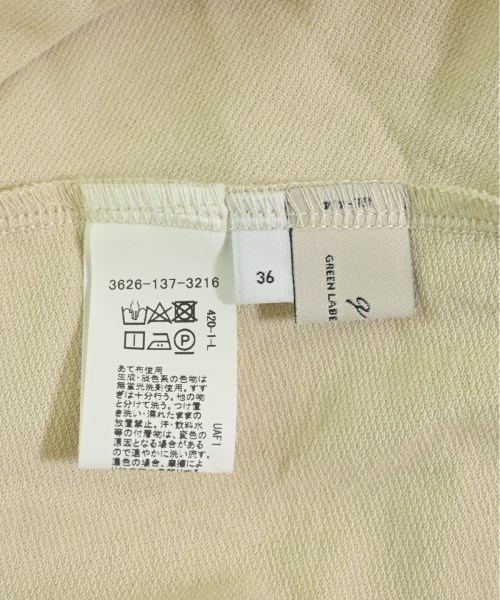 3626-137-3216
420-1-L
あて布使用
生成・淡色系の色物は
無蛍光洗剤使用。すす
ぎは十分行う。他の物
と分けて洗う。つけ置
き洗い・濡れたままの
放置禁止。汗・飲料水
等の付着物は、変色の
原因となる場合がある
ので速やかに洗い流す。
濃色の場合、摩擦によ
UAF1
36
GREEN LABE